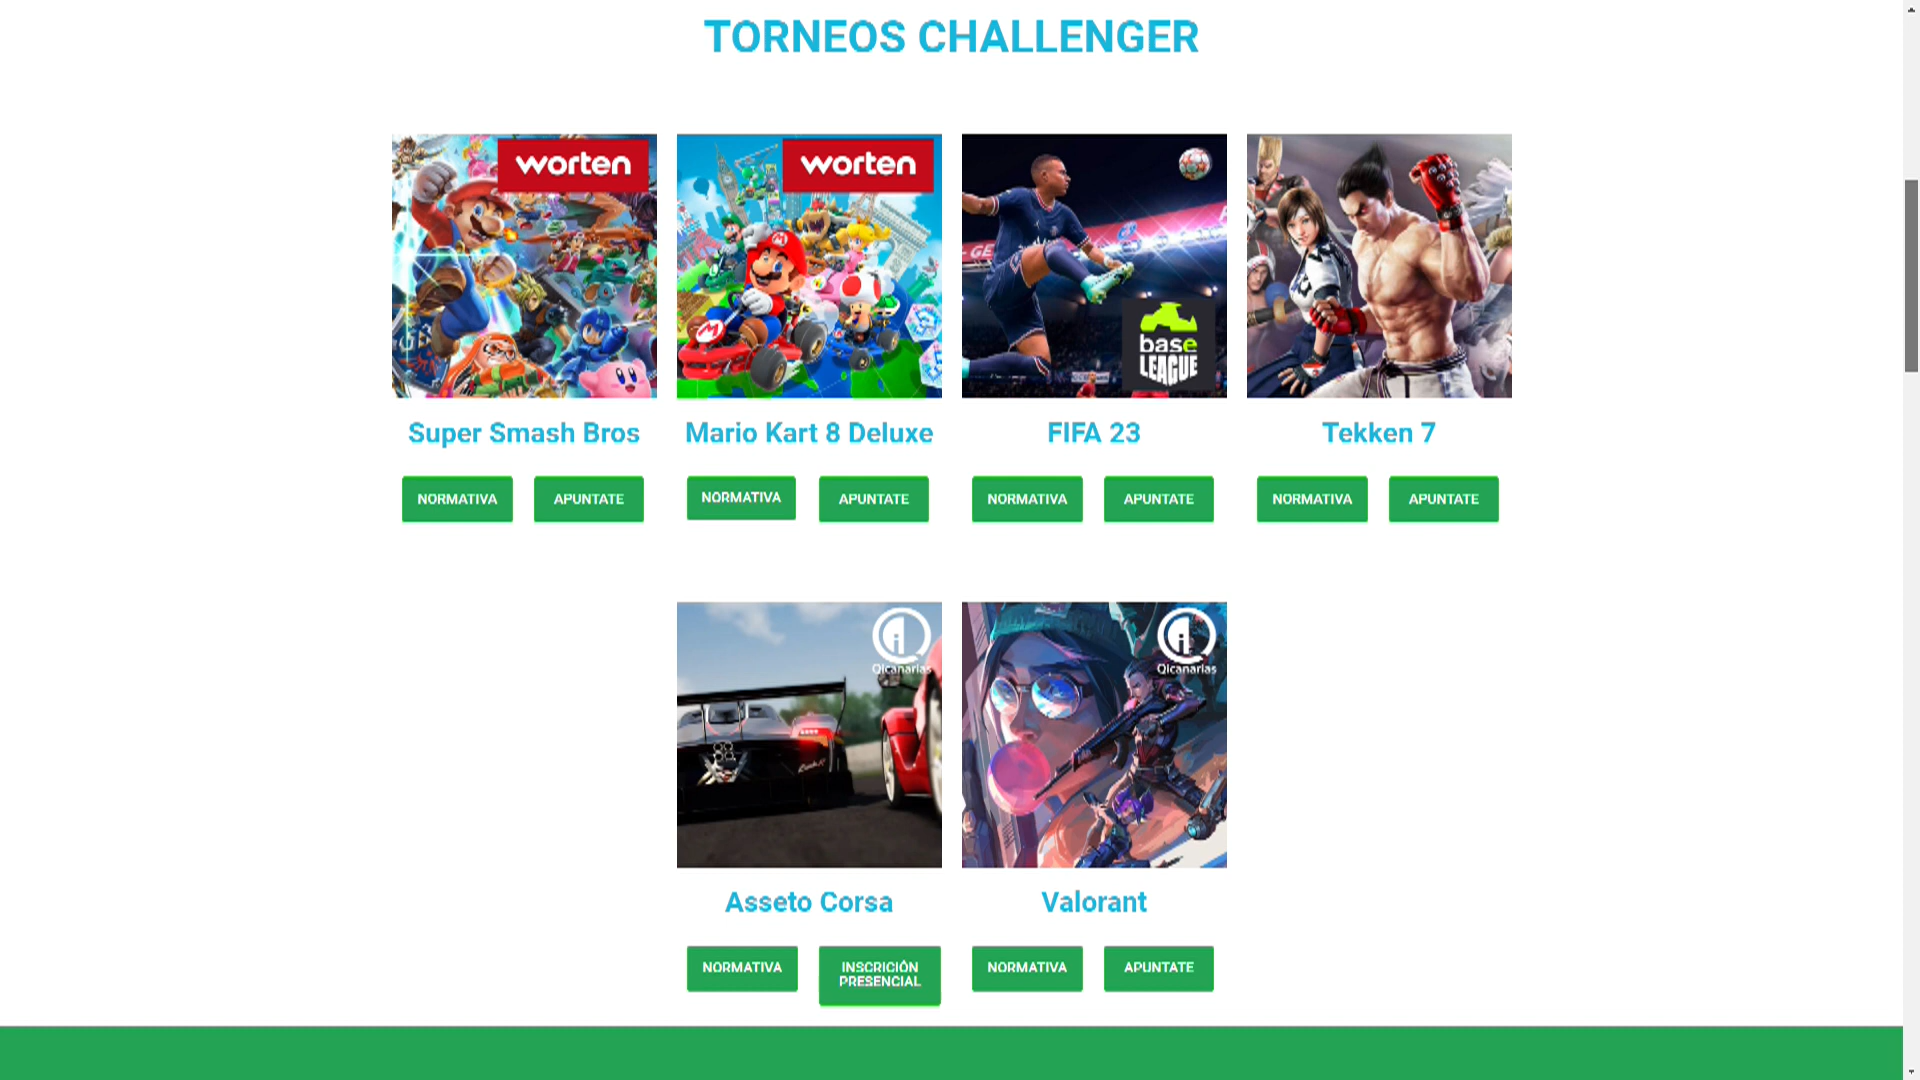 TORNEOS CHALLENGER
worten
worten
base
LEAGUE
Super Smash Bros
Mario Kart 8 Deluxe
FIFA 23
Tekken 7
NORMATIVA
APUNTATE
NORMATIVA
APUNTATE
NORMATIVA
APUNTATE
NORMATIVA
APUNTATE
QIcanarias
QIcanarias
Asseto Corsa
Valorant
NORMATIVA
INSCRICIÓN
PRESENCIAL
NORMATIVA
APUNTATE